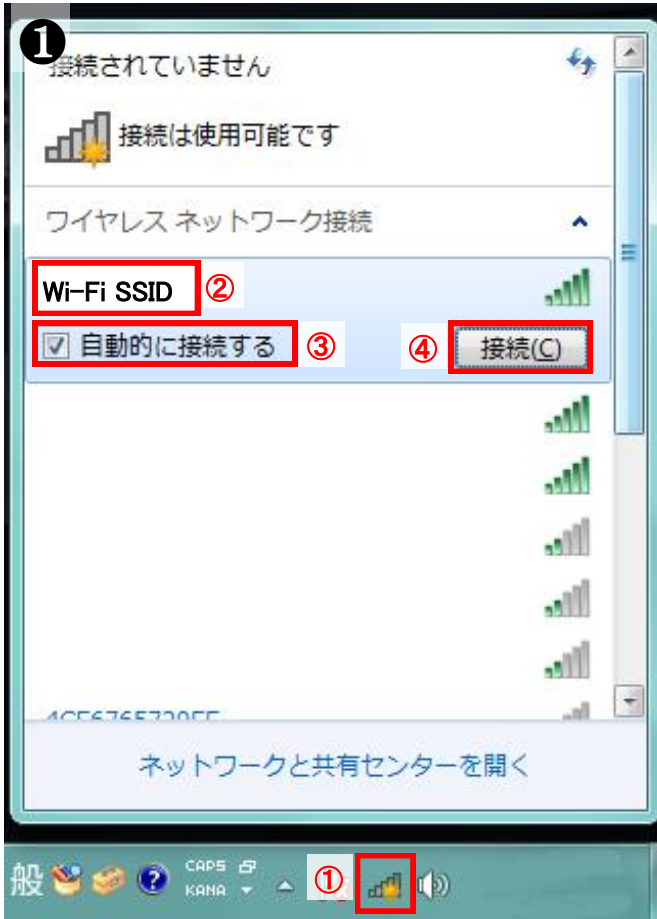 ❶
接続されていません
接続は使用可能です
ワイヤレス ネットワーク接続
Wi-Fi SSID ②
自動的に接続する ③ ④ 接続(C)
ネットワークと共有センターを開く
般 CAPS KANA ①